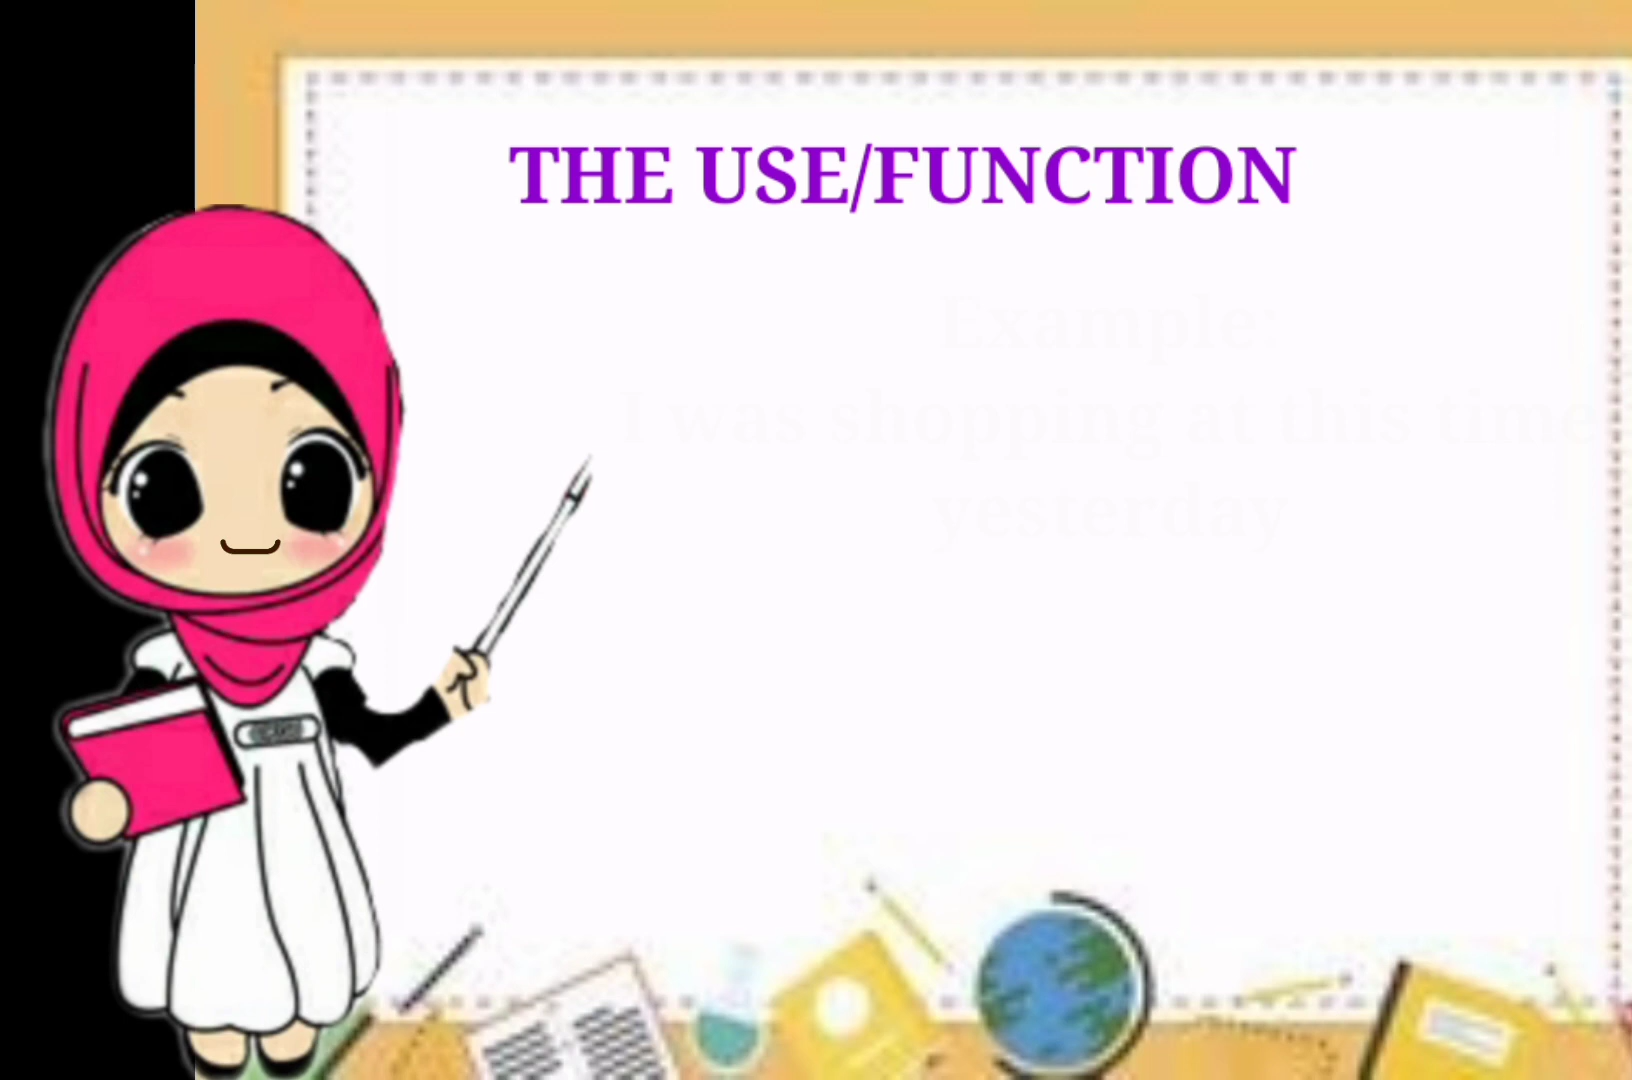 THE USE/FUNCTION
Example:
I was shopping at this time
yesterday